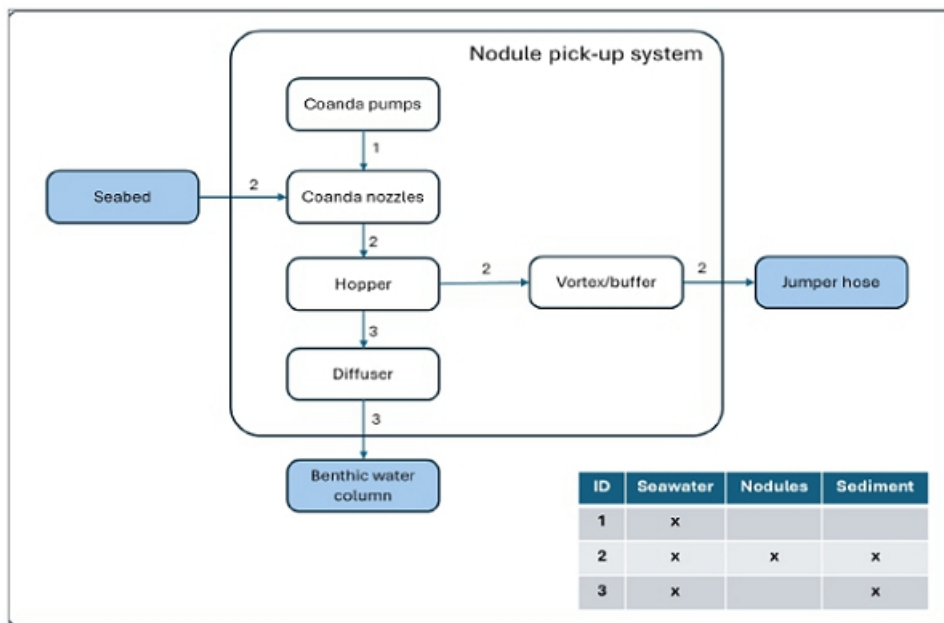 Nodule pick-up system
Coanda pumps
1
Seabed
2
Coanda nozzles
2
Hopper
2
Vortex/buffer
2
Jumper hose
3
Diffuser
3
Benthic water
column
ID Seawater Nodules Sediment
1 x
2 x x x
3 x x